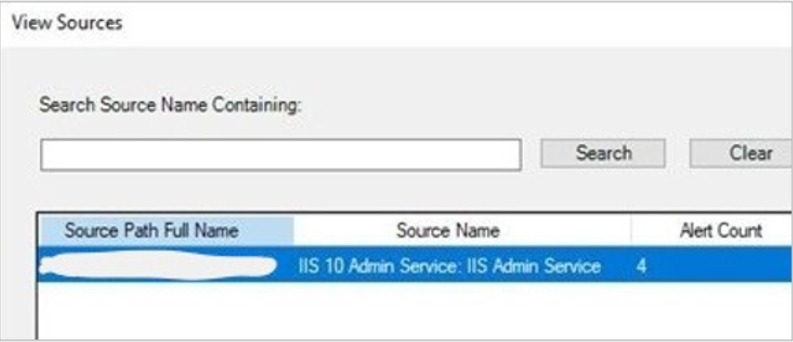 View Sources
Search Source Name Containing:
Search Clear
Source Path Full Name Source Name Alert Count
IIS 10 Admin Service: IIS Admin Service 4